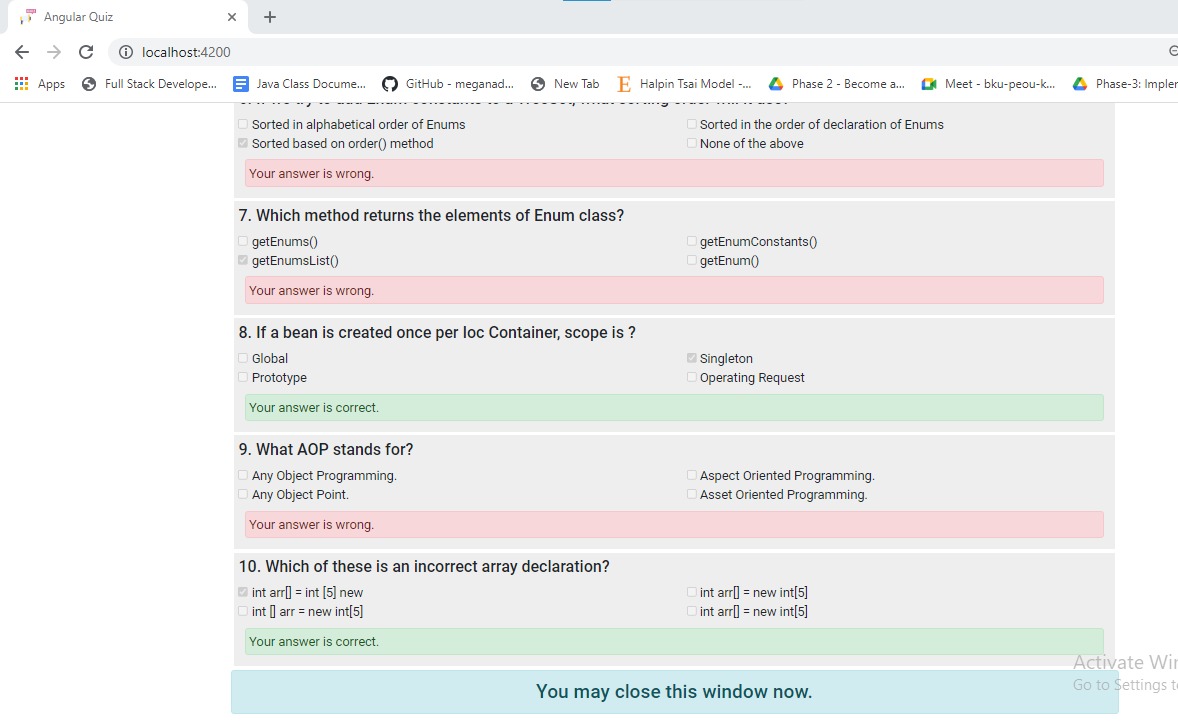 Angular Quiz
localhost:4200
Apps Full Stack Develope... Java Class Docume... GitHub - meganad... New Tab Halpin Tsai Model -... Phase 2 - Become a... Meet - bku-peou-k... Phase-3: Impler
Sorted in alphabetical order of Enums Sorted in the order of declaration of Enums
Sorted based on order() method None of the above
Your answer is wrong.
7. Which method returns the elements of Enum class?
getEnums() getEnumConstants()
getEnumsList() getEnum()
Your answer is wrong.
8. If a bean is created once per Ioc Container, scope is ?
Global Singleton
Prototype Operating Request
Your answer is correct.
9. What AOP stands for?
Any Object Programming. Aspect Oriented Programming.
Any Object Point. Asset Oriented Programming.
Your answer is wrong.
10. Which of these is an incorrect array declaration?
int arr[] = int [5] new int arr[] = new int[5]
int [] arr = new int[5] int arr[] = new int[5]
Your answer is correct.
Activate Wi
Go to Settings t
You may close this window now.